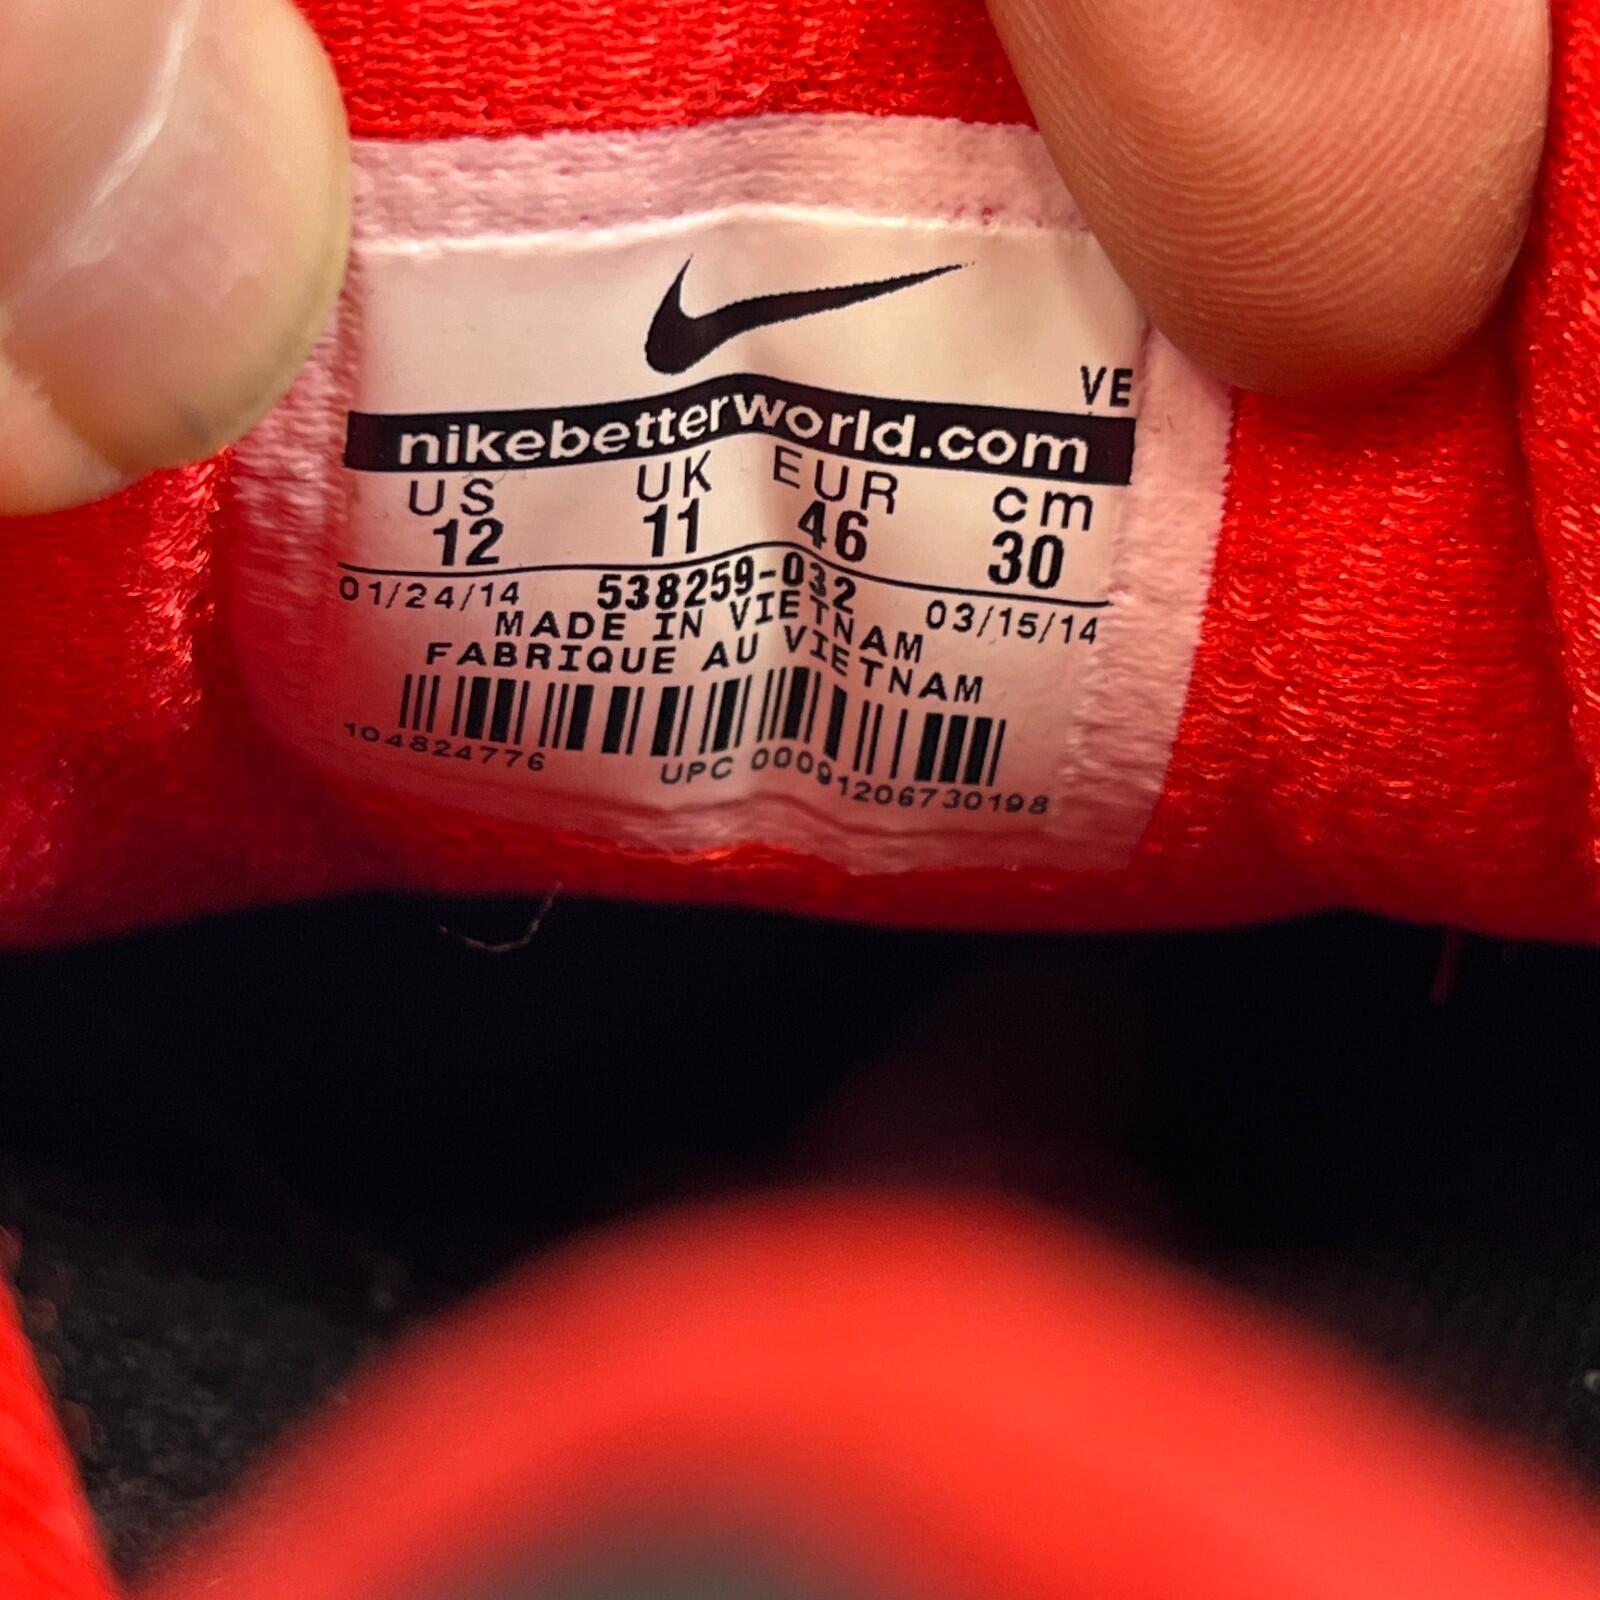 VE
nikebetterworld.com
US UK EUR cm
12 11 46 30
01/24/14 538259-032 03/15/14
MADE IN VIETNAM
FABRIQUE AU VIETNAM
104824776 UPC 00091206730198